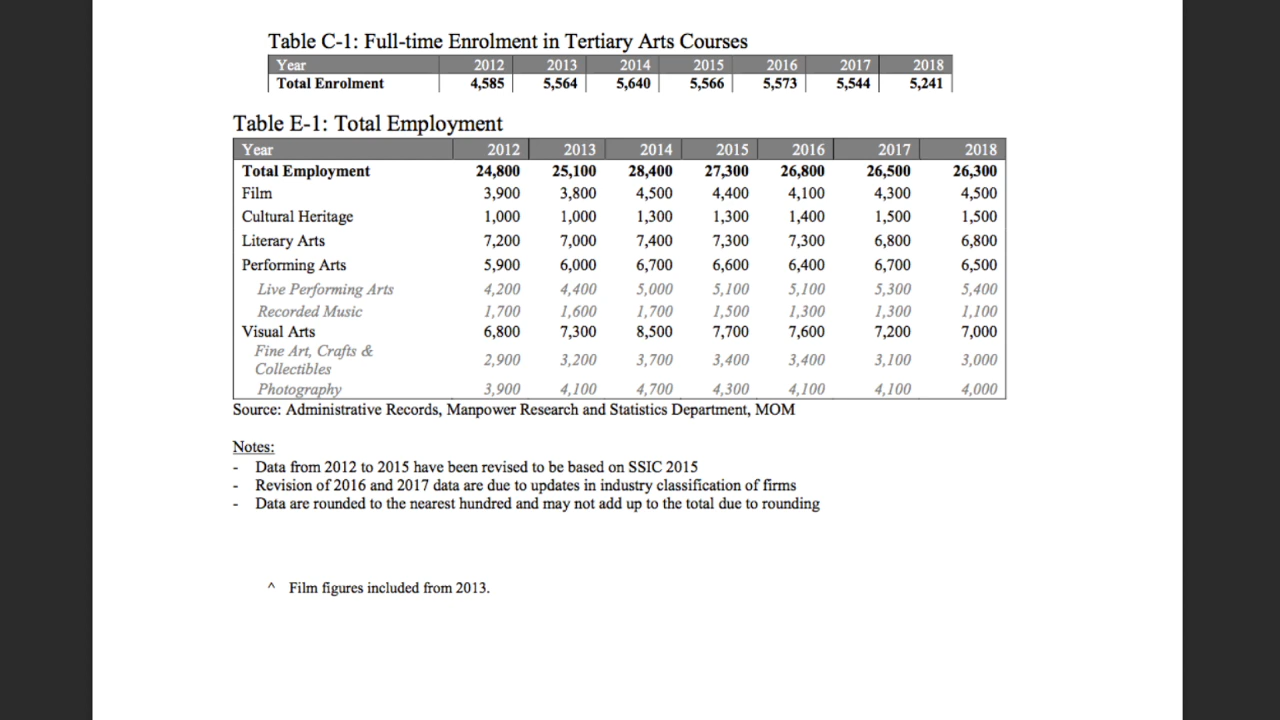 Table C-1: Full-time Enrolment in Tertiary Arts Courses
Year 2012 2013 2014 2015 2016 2017 2018
Total Enrolment 4,585 5,564 5,640 5,566 5,573 5,544 5,241
Table E-1: Total Employment
Year 2012 2013 2014 2015 2016 2017 2018
Total Employment 24,800 25,100 28,400 27,300 26,800 26,500 26,300
Film 3,900 3,800 4,500 4,400 4,100 4,300 4,500
Cultural Heritage 1,000 1,000 1,300 1,300 1,400 1,500 1,500
Literary Arts 7,200 7,000 7,400 7,300 7,300 6,800 6,800
Performing Arts 5,900 6,000 6,700 6,600 6,400 6,700 6,500
Live Performing Arts 4,200 4,400 5,000 5,100 5,100 5,300 5,400
Recorded Music 1,700 1,600 1,700 1,500 1,300 1,300 1,100
Visual Arts 6,800 7,300 8,500 7,700 7,600 7,200 7,000
Fine Art, Crafts &
Collectibles 2,900 3,200 3,700 3,400 3,400 3,100 3,000
Photography 3,900 4,100 4,700 4,300 4,100 4,100 4,000
Source: Administrative Records, Manpower Research and Statistics Department, MOM
Notes:
- Data from 2012 to 2015 have been revised to be based on SSIC 2015
- Revision of 2016 and 2017 data are due to updates in industry classification of firms
- Data are rounded to the nearest hundred and may not add up to the total due to rounding
^ Film figures included from 2013.